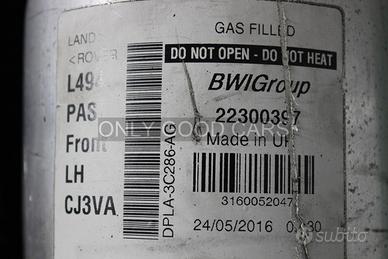 LAND
ROVER
GAS FILLED
DO NOT OPEN - DO NOT HEAT
L494
BWIGroup
PAS
22300397
ONLY GOOD CARS
Front
Made in UK
LH
CJ3VA
DPLA-3C286-AG
3160052047
24/05/2016
subito